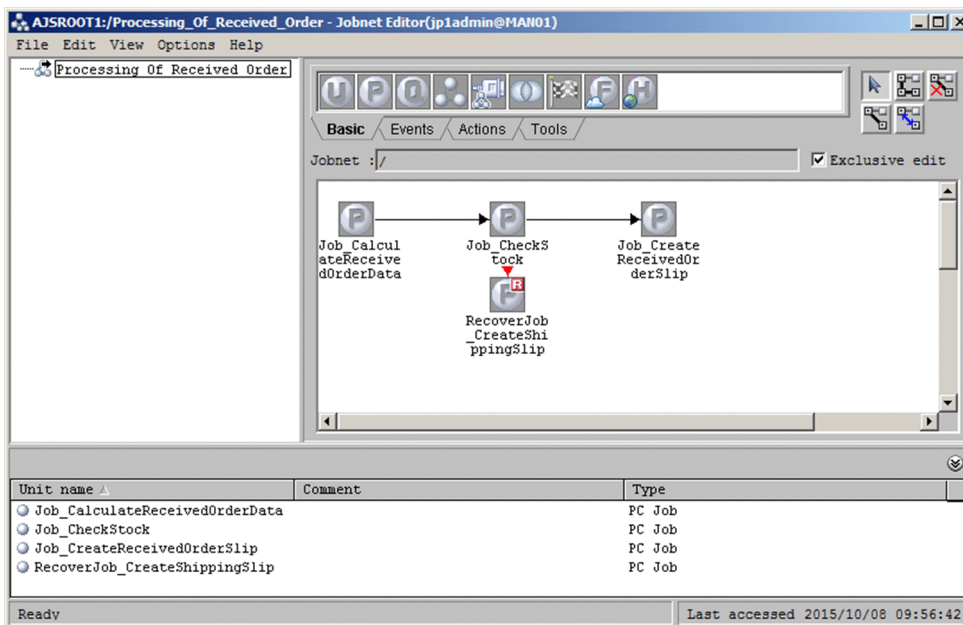 AJSROOT1:/Processing_Of_Received_Order - Jobnet Editor(jp1admin@MAN01)
File Edit View Options Help
Processing Of Received Order
U P Q F H
Basic Events Actions Tools
Jobnet :/
Exclusive edit
P P P
Job_Calcul
ateReceive
dOrderData
Job_CheckS
tock
Job_Create
ReceivedOr
derSlip
P R
RecoverJob
_CreateShi
ppingSlip
Unit name Comment Type
Job_CalculateReceivedOrderData PC Job
Job_CheckStock PC Job
Job_CreateReceivedOrderSlip PC Job
RecoverJob_CreateShippingSlip PC Job
Ready Last accessed 2015/10/08 09:56:42